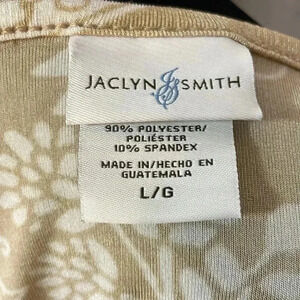 JACLYN JS SMITH
90% POLYESTER/
POLIÉSTER
10% SPANDEX
MADE IN/HECHO EN
GUATEMALA
L/G